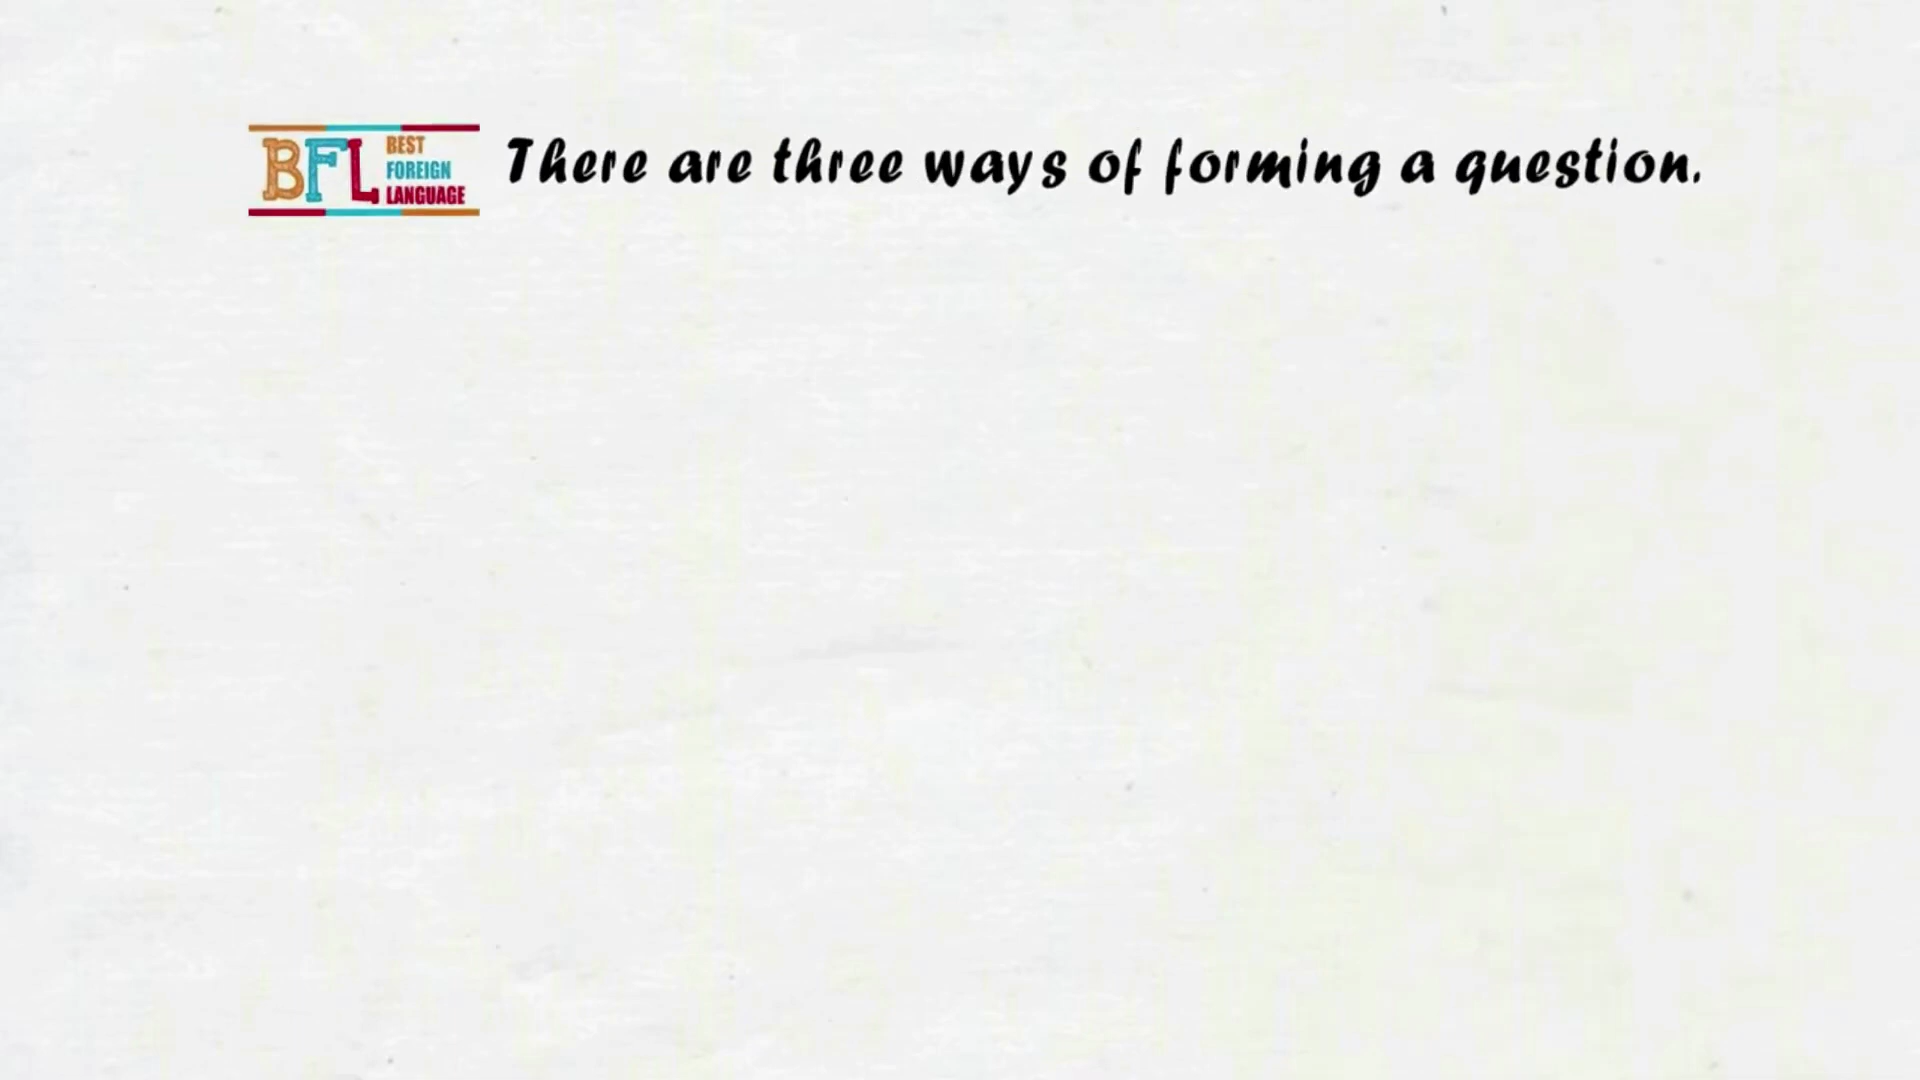 BFL
BEST
FOREIGN
LANGUAGE
There are three ways of forming a question.